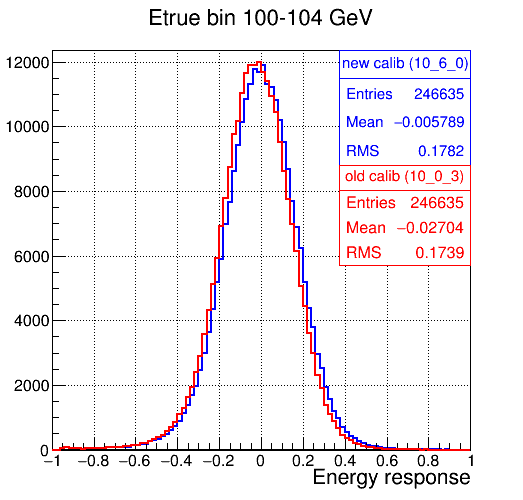 Etrue bin 100-104 GeV
new calib (10_6_0)
Entries 246635
Mean −0.005789
RMS 0.1782
old calib (10_0_3)
Entries 246635
Mean −0.02704
RMS 0.1739
12000
10000
8000
6000
4000
2000
0
−1 −0.8 −0.6 −0.4 −0.2 0 0.2 0.4 0.6 0.8 1
Energy response